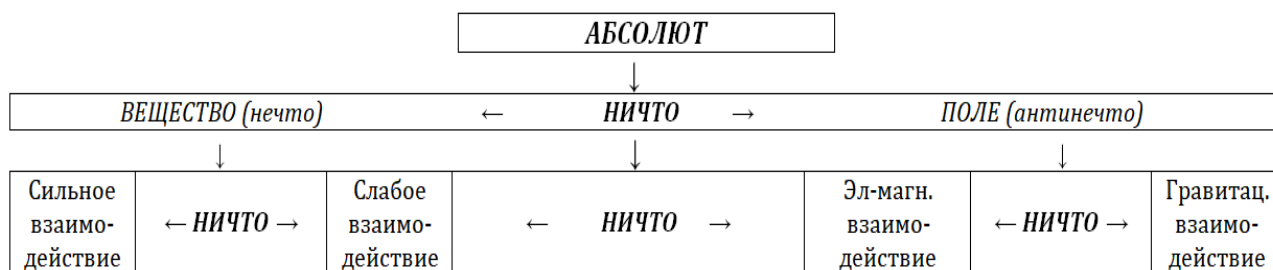 АБСОЛЮТ
↓
ВЕЩЕСТВО (нечто) ← НИЧТО → ПОЛЕ (антинечто)
↓ ↓ ↓
Сильное
взаимо-
действие
← НИЧТО →
Слабое
взаимо-
действие
← НИЧТО →
Эл-магн.
взаимо-
действие
← НИЧТО →
Гравитац.
взаимо-
действие